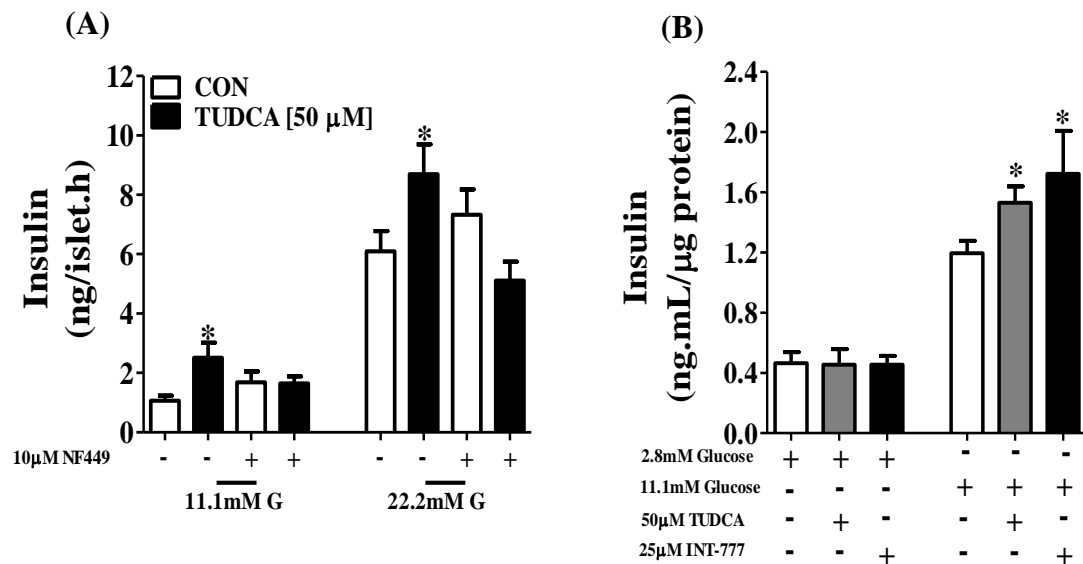 (A)
Insulin
(ng/islet.h)
12
10
8
6
4
2
0
CON
TUDCA [50 μM]
* *
10μM NF449 - - + + - - + +
11.1mM G 22.2mM G
(B)
Insulin
(ng.mL/μg protein)
2.4
2.0
1.6
1.2
0.8
0.4
0.0
* *
2.8mM Glucose + + + - - -
11.1mM Glucose - - - + + +
50μM TUDCA - + - - + -
25μM INT-777 - - + - - +